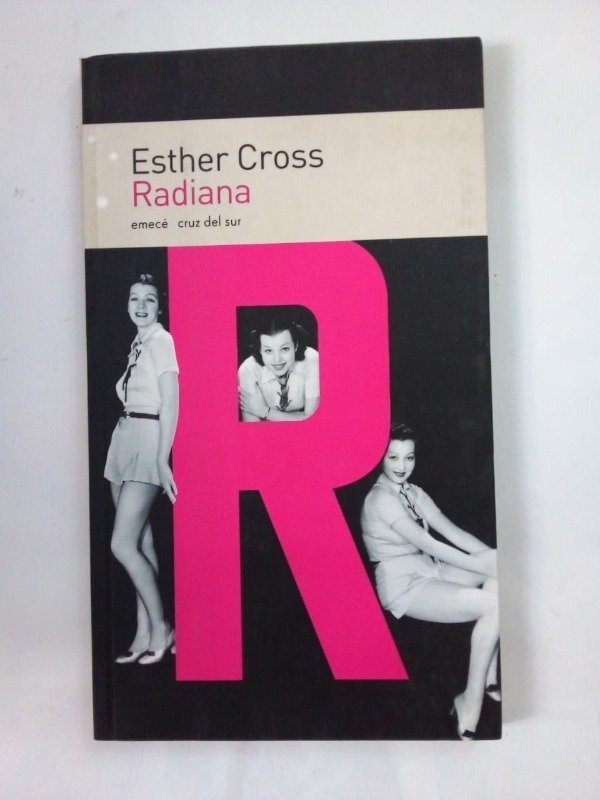 Esther Cross
Radiana
emecé cruz del sur
R